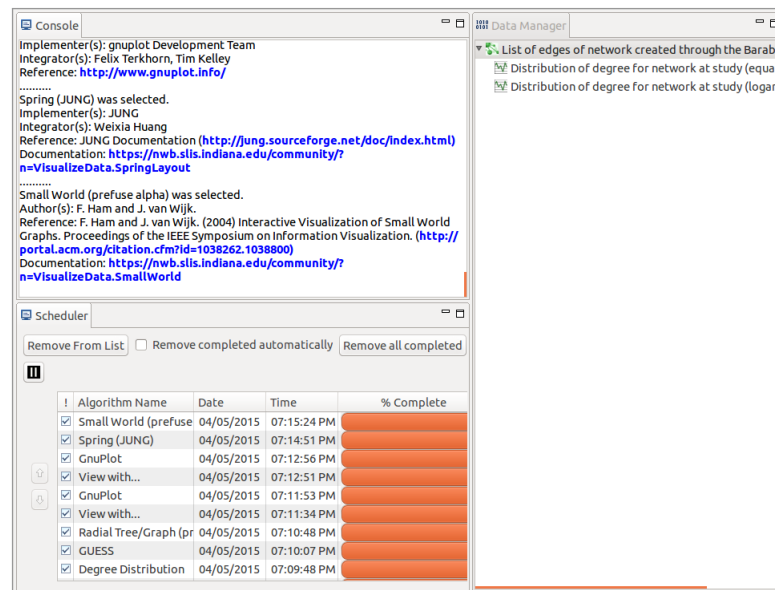 Console
Implementer(s): gnuplot Development Team
Integrator(s): Felix Terkhorn, Tim Kelley
Reference: http://www.gnuplot.info/
..........
Spring (JUNG) was selected.
Implementer(s): JUNG
Integrator(s): Weixia Huang
Reference: JUNG Documentation (http://jung.sourceforge.net/doc/index.html)
Documentation: https://nwb.slis.indiana.edu/community/?
n=VisualizeData.SpringLayout
..........
Small World (prefuse alpha) was selected.
Author(s): F. Ham and J. van Wijk.
Reference: F. Ham and J. van Wijk. (2004) Interactive Visualization of Small World
Graphs. Proceedings of the IEEE Symposium on Information Visualization. (http://
portal.acm.org/citation.cfm?id=1038262.1038800)
Documentation: https://nwb.slis.indiana.edu/community/?
n=VisualizeData.SmallWorld
Scheduler
Remove From List Remove completed automatically Remove all completed
! Algorithm Name Date Time % Complete
Small World (prefuse 04/05/2015 07:15:24 PM
Spring (JUNG) 04/05/2015 07:14:51 PM
GnuPlot 04/05/2015 07:12:56 PM
View with... 04/05/2015 07:12:51 PM
GnuPlot 04/05/2015 07:11:53 PM
View with... 04/05/2015 07:11:34 PM
Radial Tree/Graph (pr 04/05/2015 07:10:48 PM
GUESS 04/05/2015 07:10:07 PM
Degree Distribution 04/05/2015 07:09:48 PM
Data Manager
List of edges of network created through the Barab
Distribution of degree for network at study (equa
Distribution of degree for network at study (logar